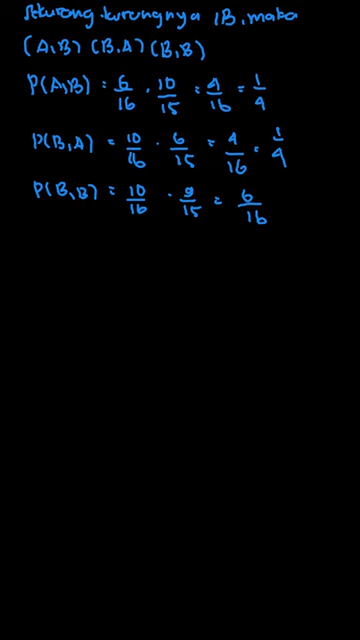 Sekurang-kurangnya 1B, maka
(A,B) (B,A) (B,B)
P(A,B) = 6/16 · 10/15 = 4/16 = 1/4
P(B,A) = 10/16 · 6/15 = 4/16 = 1/4
P(B,B) = 10/16 · 9/15 = 6/16